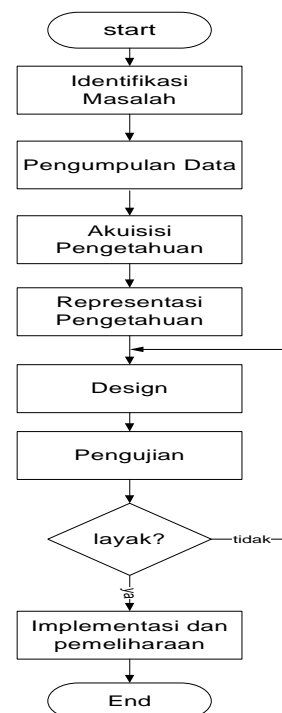 start
Identifikasi
Masalah
Pengumpulan Data
Akuisisi
Pengetahuan
Representasi
Pengetahuan
Design
Pengujian
layak?
tidak
ya
Implementasi dan
pemeliharaan
End